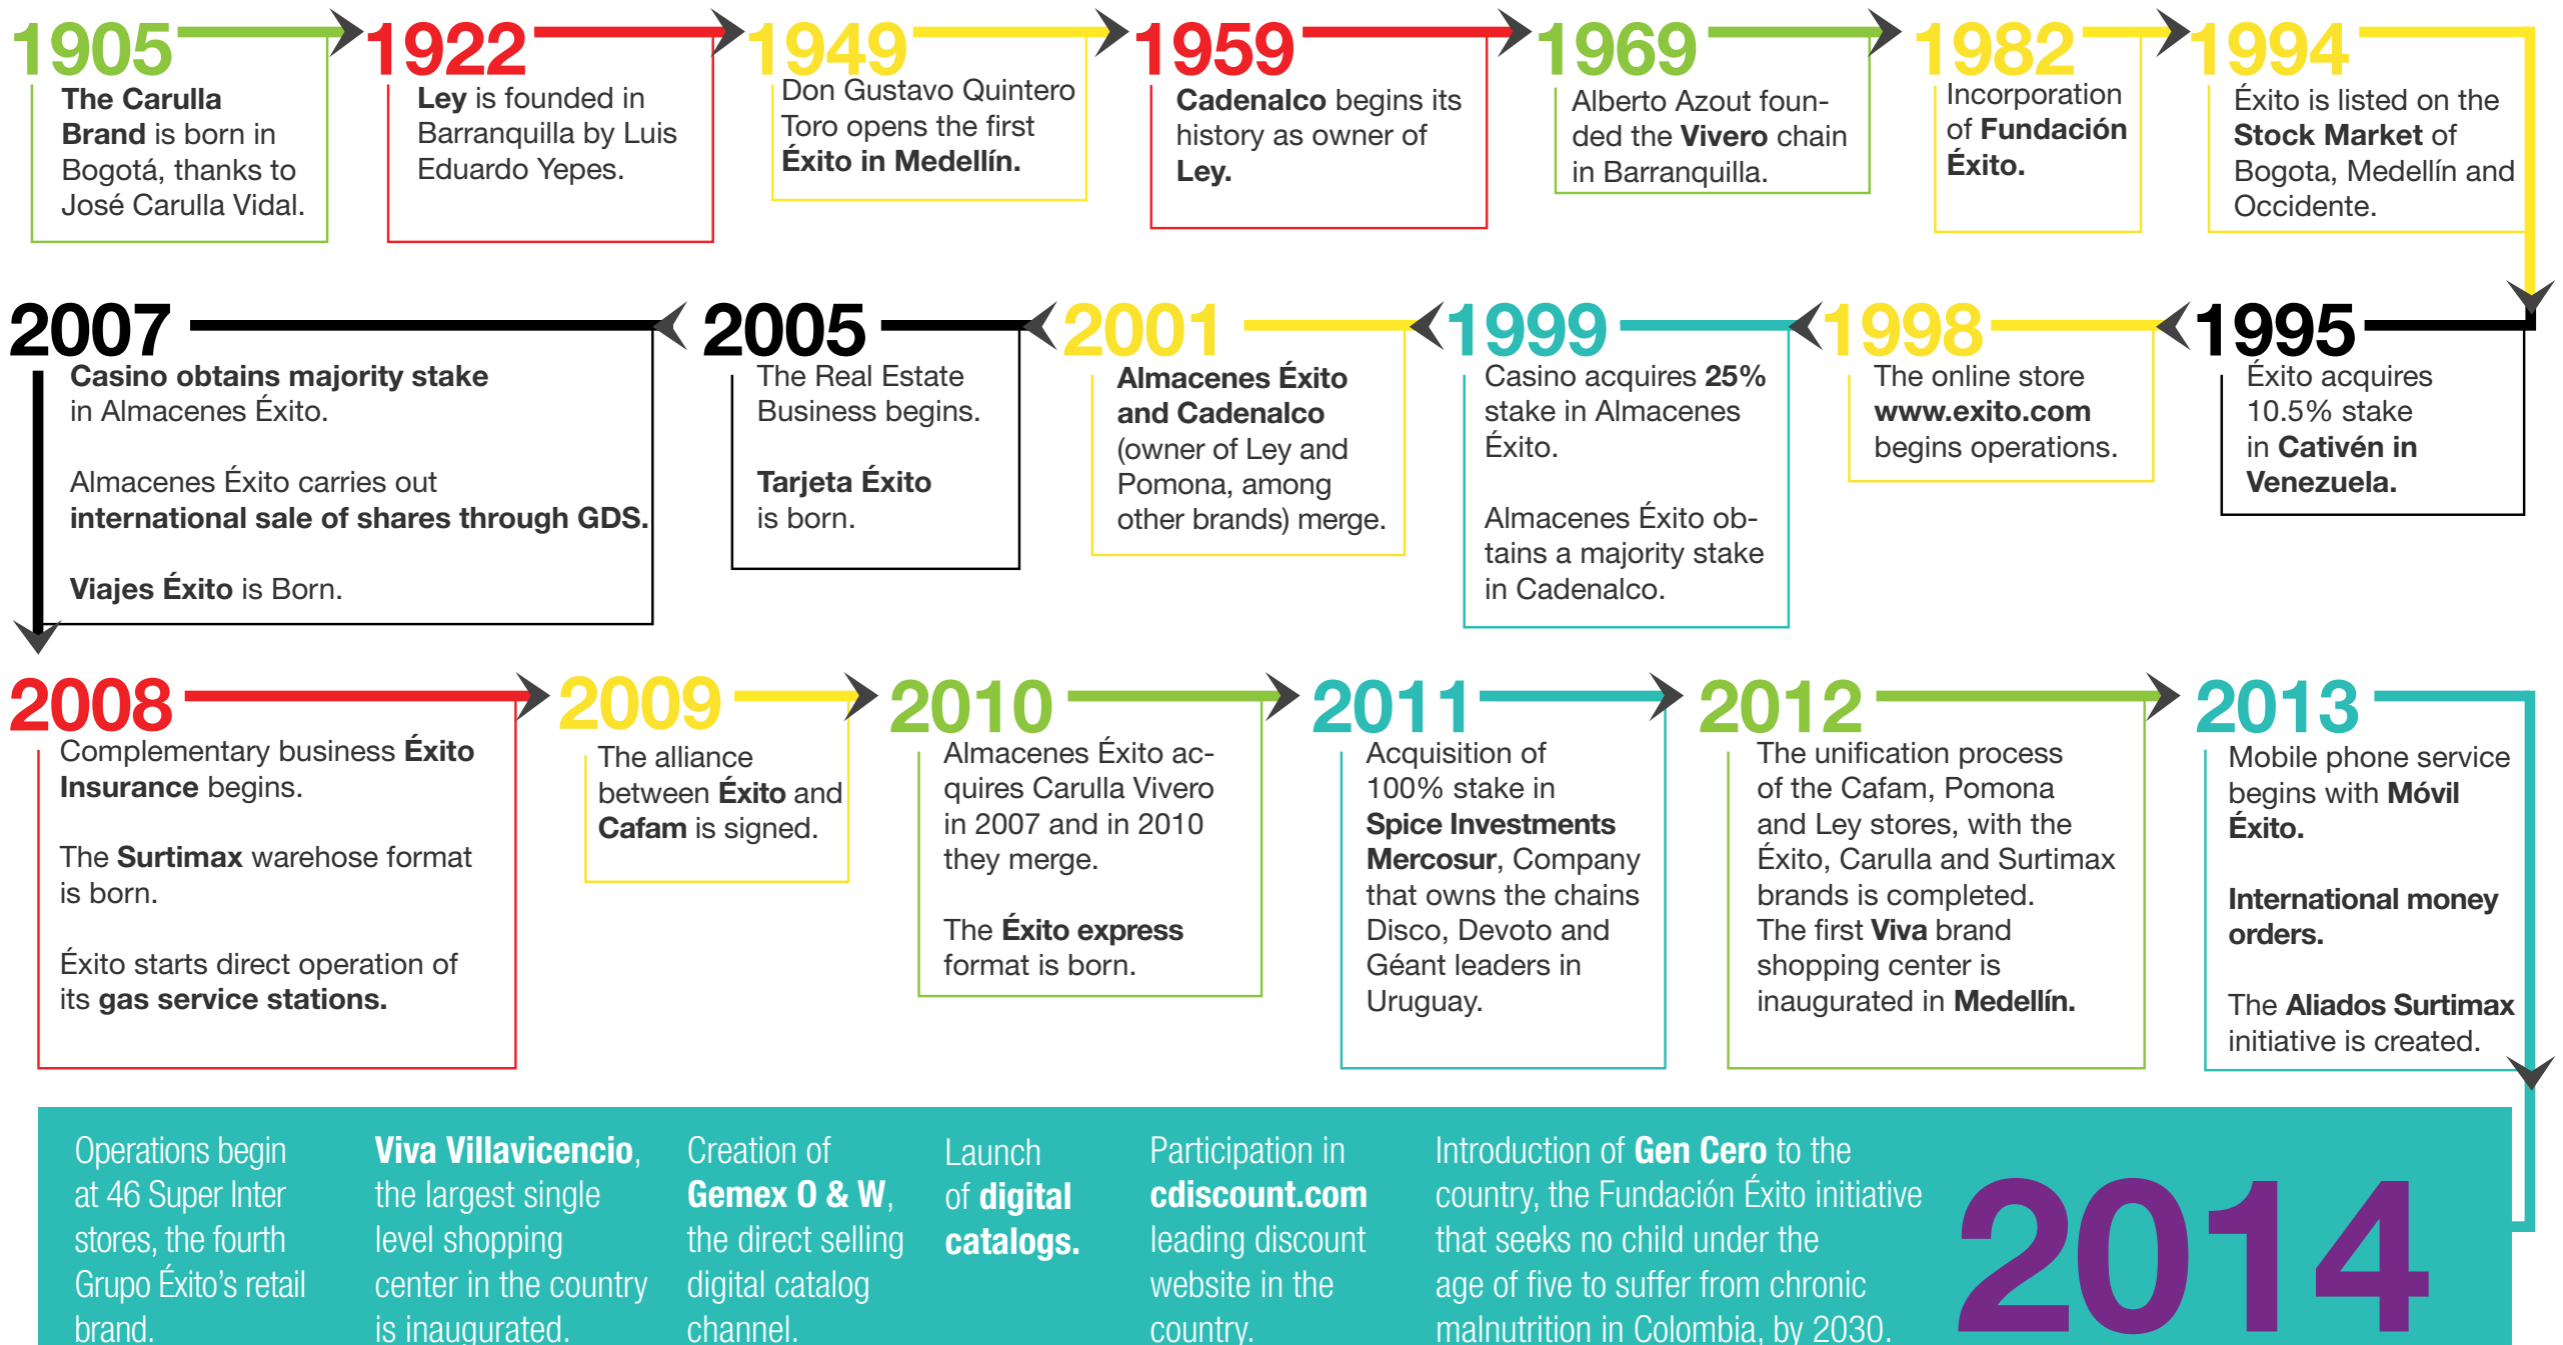 1905
The Carulla
Brand is born in
Bogotá, thanks to
José Carulla Vidal.
1922
Ley is founded in
Barranquilla by Luis
Eduardo Yepes.
1949
Don Gustavo Quintero
Toro opens the first
Éxito in Medellín.
1959
Cadenalco begins its
history as owner of
Ley.
1969
Alberto Azout foun-
ded the Vivero chain
in Barranquilla.
1982
Incorporation
of Fundación
Éxito.
1994
Éxito is listed on the
Stock Market of
Bogota, Medellín and
Occidente.
1995
Éxito acquires
10.5% stake
in Cativén in
Venezuela.
1998
The online store
www.exito.com
begins operations.
1999
Casino acquires 25%
stake in Almacenes
Éxito.
Almacenes Éxito ob-
tains a majority stake
in Cadenalco.
2001
Almacenes Éxito
and Cadenalco
(owner of Ley and
Pomona, among
other brands) merge.
2005
The Real Estate
Business begins.
Tarjeta Éxito
is born.
2007
Casino obtains majority stake
in Almacenes Éxito.
Almacenes Éxito carries out
international sale of shares through GDS.
Viajes Éxito is Born.
2008
Complementary business Éxito
Insurance begins.
The Surtimax warehose format
is born.
Éxito starts direct operation of
its gas service stations.
2009
The alliance
between Éxito and
Cafam is signed.
2010
Almacenes Éxito ac-
quires Carulla Vivero
in 2007 and in 2010
they merge.
The Éxito express
format is born.
2011
Acquisition of
100% stake in
Spice Investments
Mercosur, Company
that owns the chains
Disco, Devoto and
Géant leaders in
Uruguay.
2012
The unification process
of the Cafam, Pomona
and Ley stores, with the
Éxito, Carulla and Surtimax
brands is completed.
The first Viva brand
shopping center is
inaugurated in Medellín.
2013
Mobile phone service
begins with Móvil
Éxito.
International money
orders.
The Aliados Surtimax
initiative is created.
Operations begin
at 46 Super Inter
stores, the fourth
Grupo Éxito's retail
brand.
Viva Villavicencio,
the largest single
level shopping
center in the country
is inaugurated.
Creation of
Gemex O & W,
the direct selling
digital catalog
channel.
Launch
of digital
catalogs.
Participation in
cdiscount.com
leading discount
website in the
country.
Introduction of Gen Cero to the
country, the Fundación Éxito initiative
that seeks no child under the
age of five to suffer from chronic
malnutrition in Colombia, by 2030.
2014